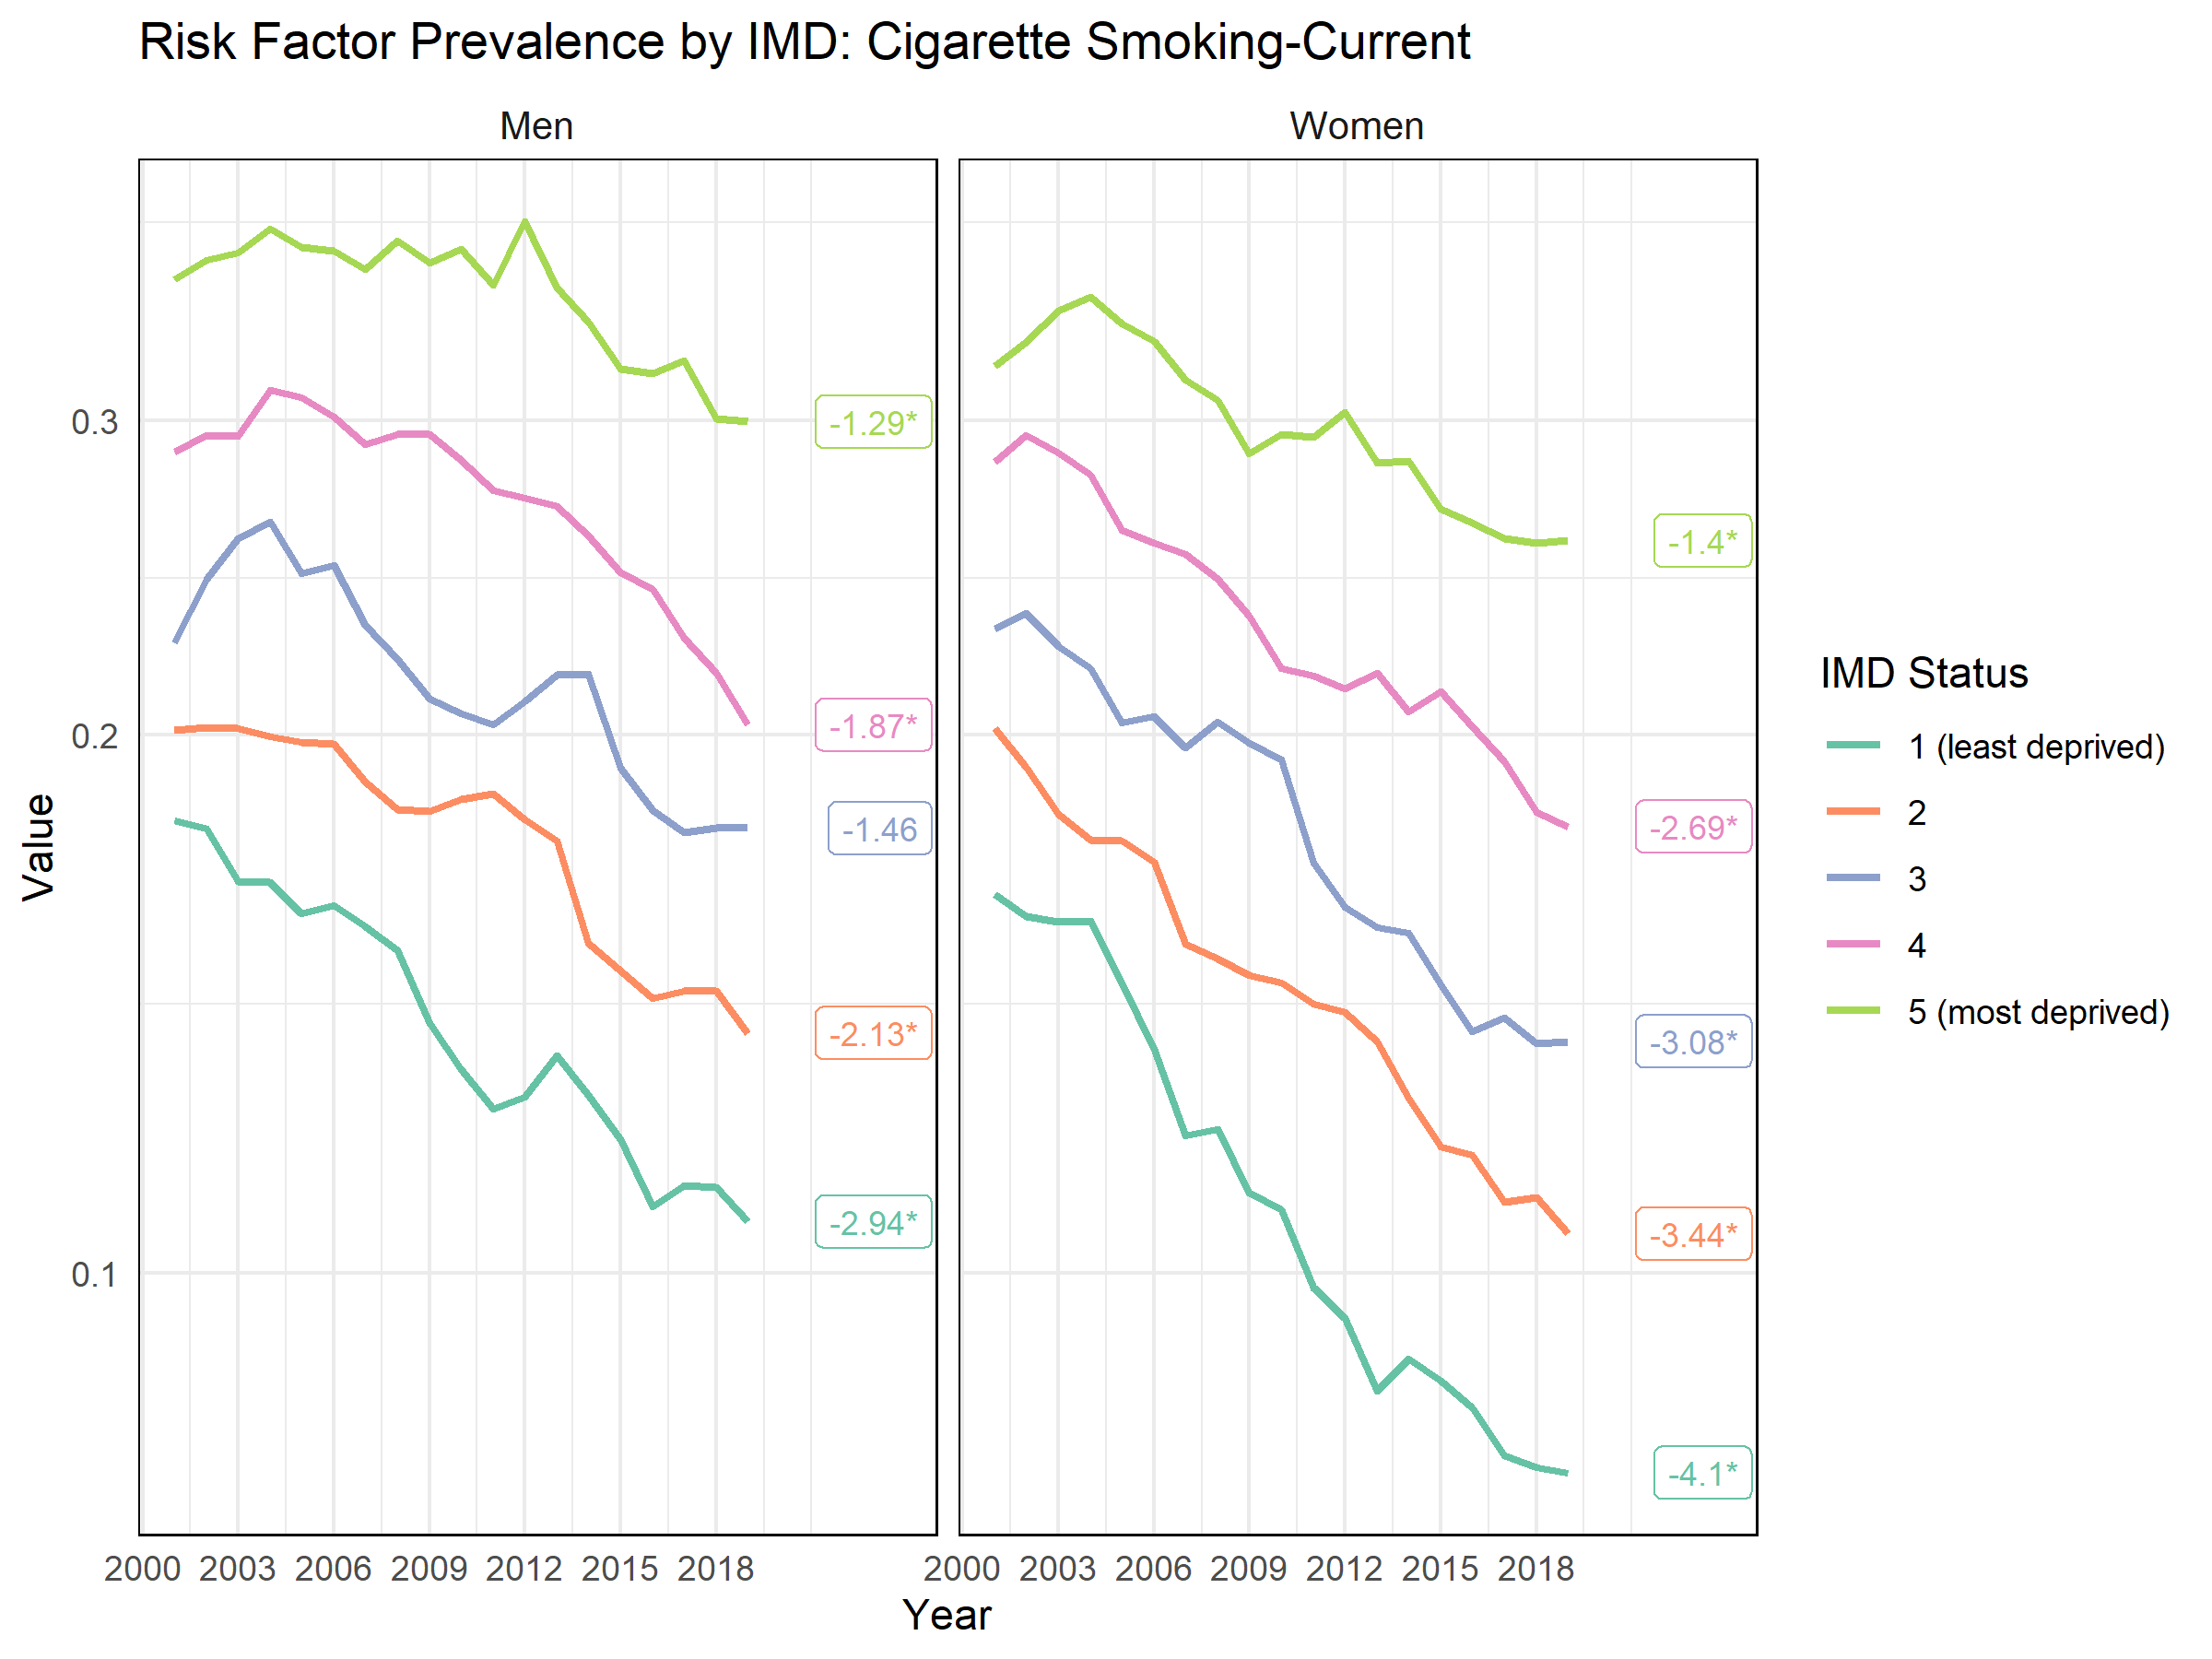 Risk Factor Prevalence by IMD: Cigarette Smoking-Current
Men
Women
0.3
0.2
0.1
Value
-1.29*
-1.87*
-1.46
-2.13*
-2.94*
-1.4*
-2.69*
-3.08*
-3.44*
-4.1*
2000 2003 2006 2009 2012 2015 2018
2000 2003 2006 2009 2012 2015 2018
Year
IMD Status
1 (least deprived)
2
3
4
5 (most deprived)